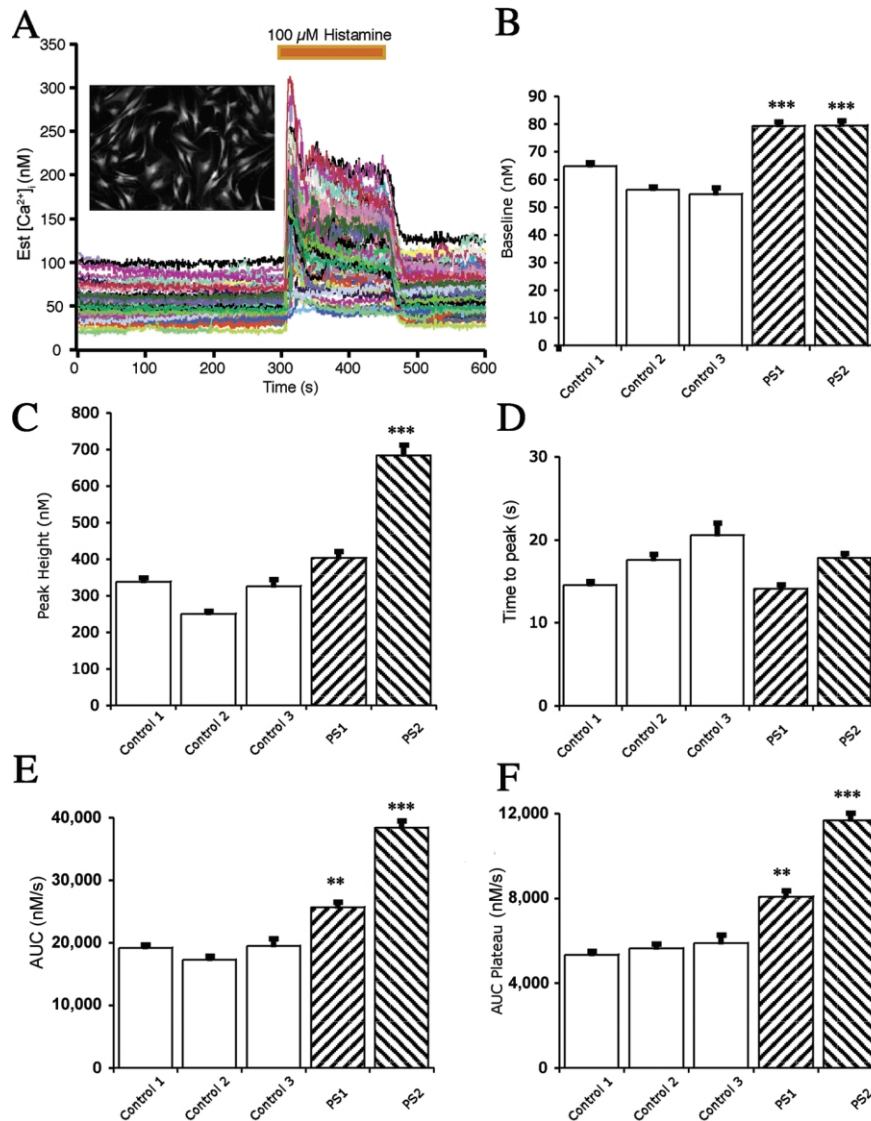 A
100 µM Histamine
350
300
250
200
150
100
50
0
Est [Ca²⁺]ᵢ (nM)
0 100 200 300 400 500 600
Time (s)
B
*** ***
90
80
70
60
50
40
30
20
10
0
Baseline (nM)
Control 1 Control 2 Control 3 PS1 PS2
C
***
800
700
600
500
400
300
200
100
0
Peak Height (nM)
Control 1 Control 2 Control 3 PS1 PS2
D
30
20
10
0
Time to peak (s)
Control 1 Control 2 Control 3 PS1 PS2
E
** ***
40,000
30,000
20,000
10,000
0
AUC (nM/s)
Control 1 Control 2 Control 3 PS1 PS2
F
** ***
12,000
8,000
4,000
0
AUC Plateau (nM/s)
Control 1 Control 2 Control 3 PS1 PS2